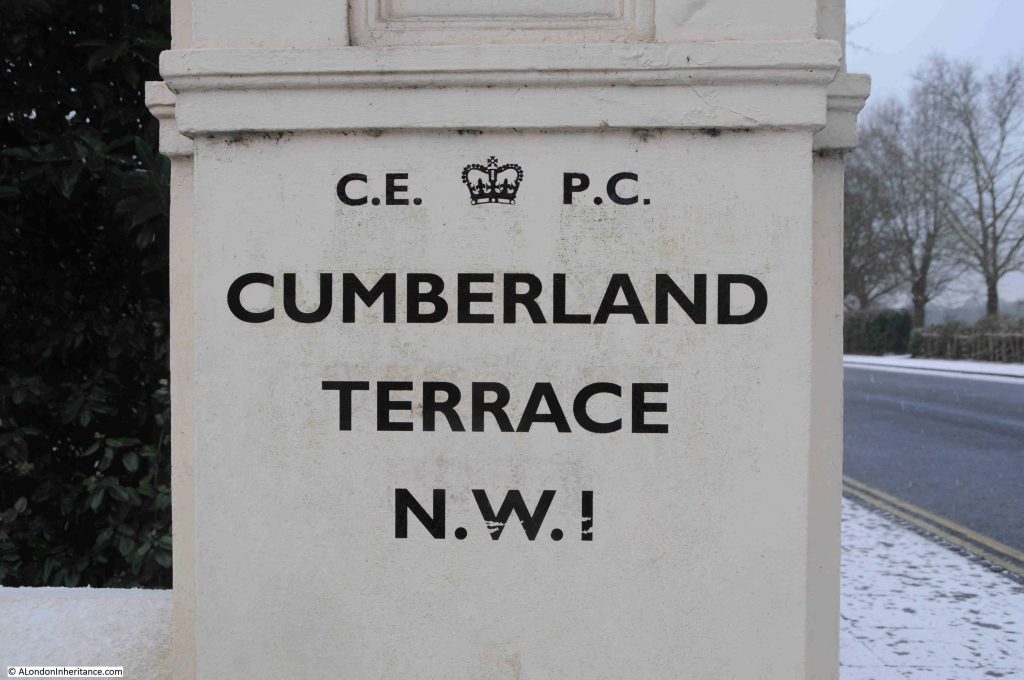 C.E. P.C.
CUMBERLAND
TERRACE
N.W.1
© ALondonInheritance.com